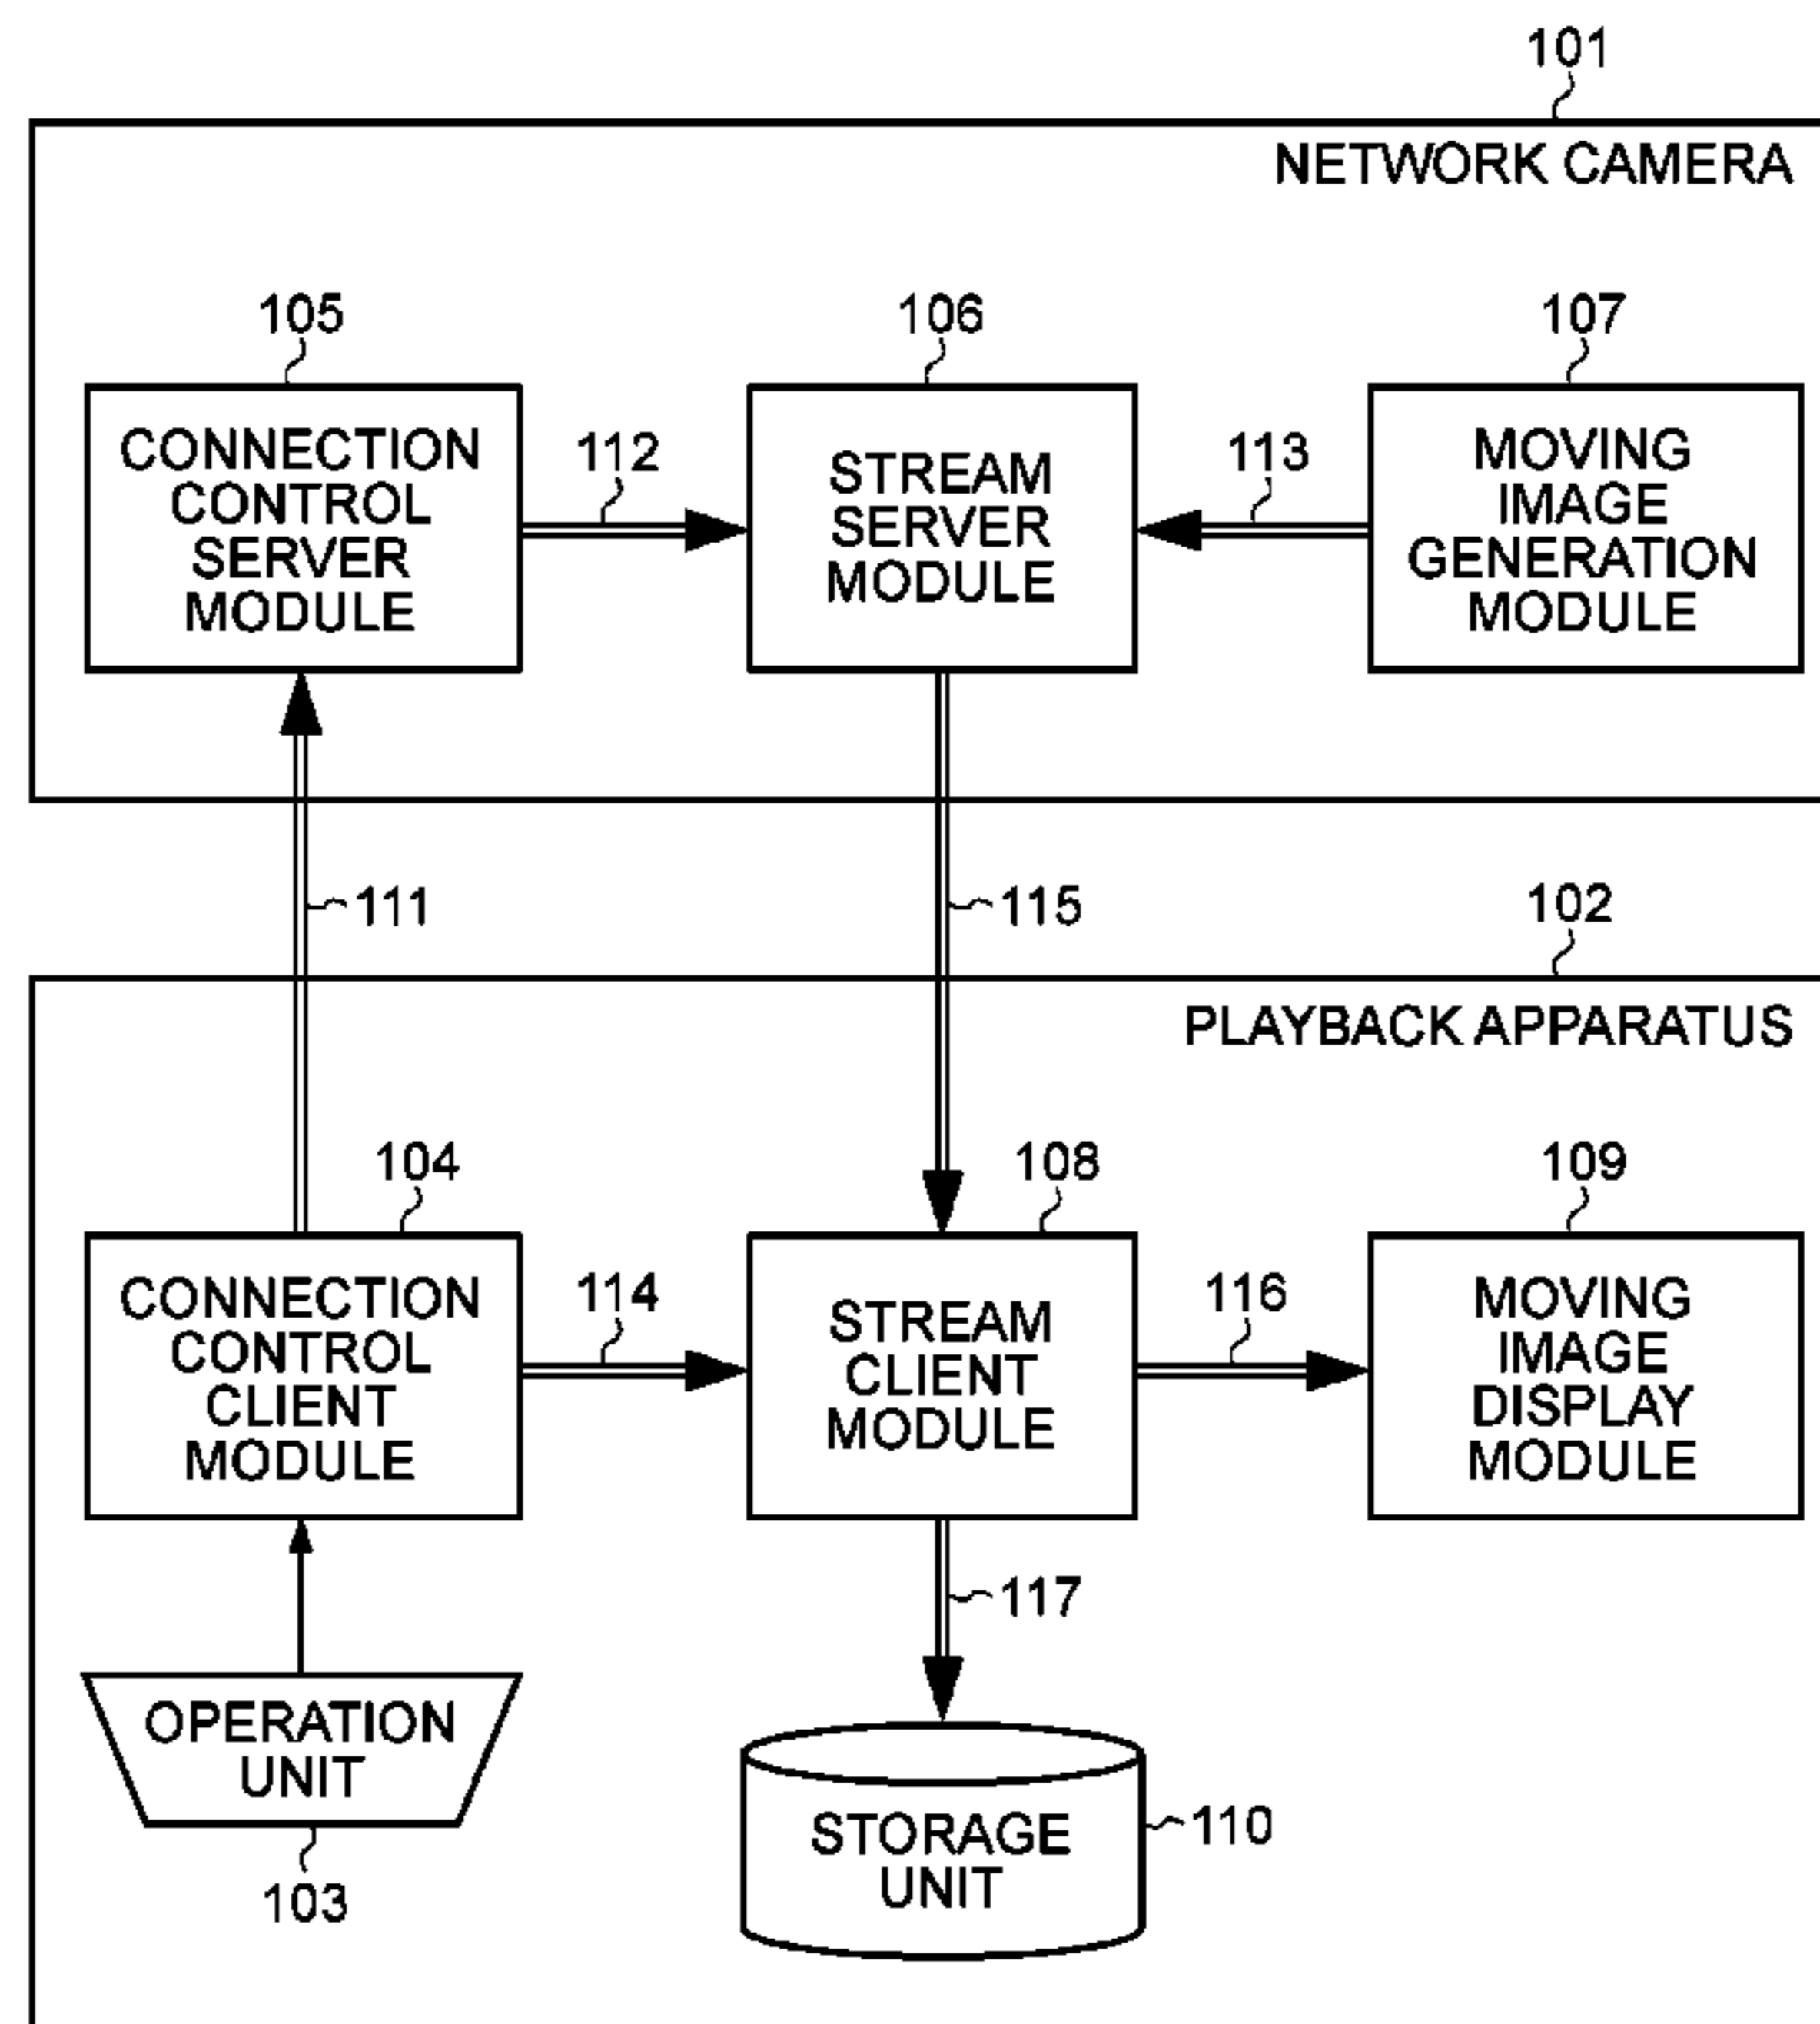 101
NETWORK CAMERA
105
106
107
CONNECTION
CONTROL
SERVER
MODULE
112
STREAM
SERVER
MODULE
113
MOVING
IMAGE
GENERATION
MODULE
111
115
102
PLAYBACK APPARATUS
104
108
109
CONNECTION
CONTROL
CLIENT
MODULE
114
STREAM
CLIENT
MODULE
116
MOVING
IMAGE
DISPLAY
MODULE
117
OPERATION
UNIT
103
STORAGE
UNIT
110